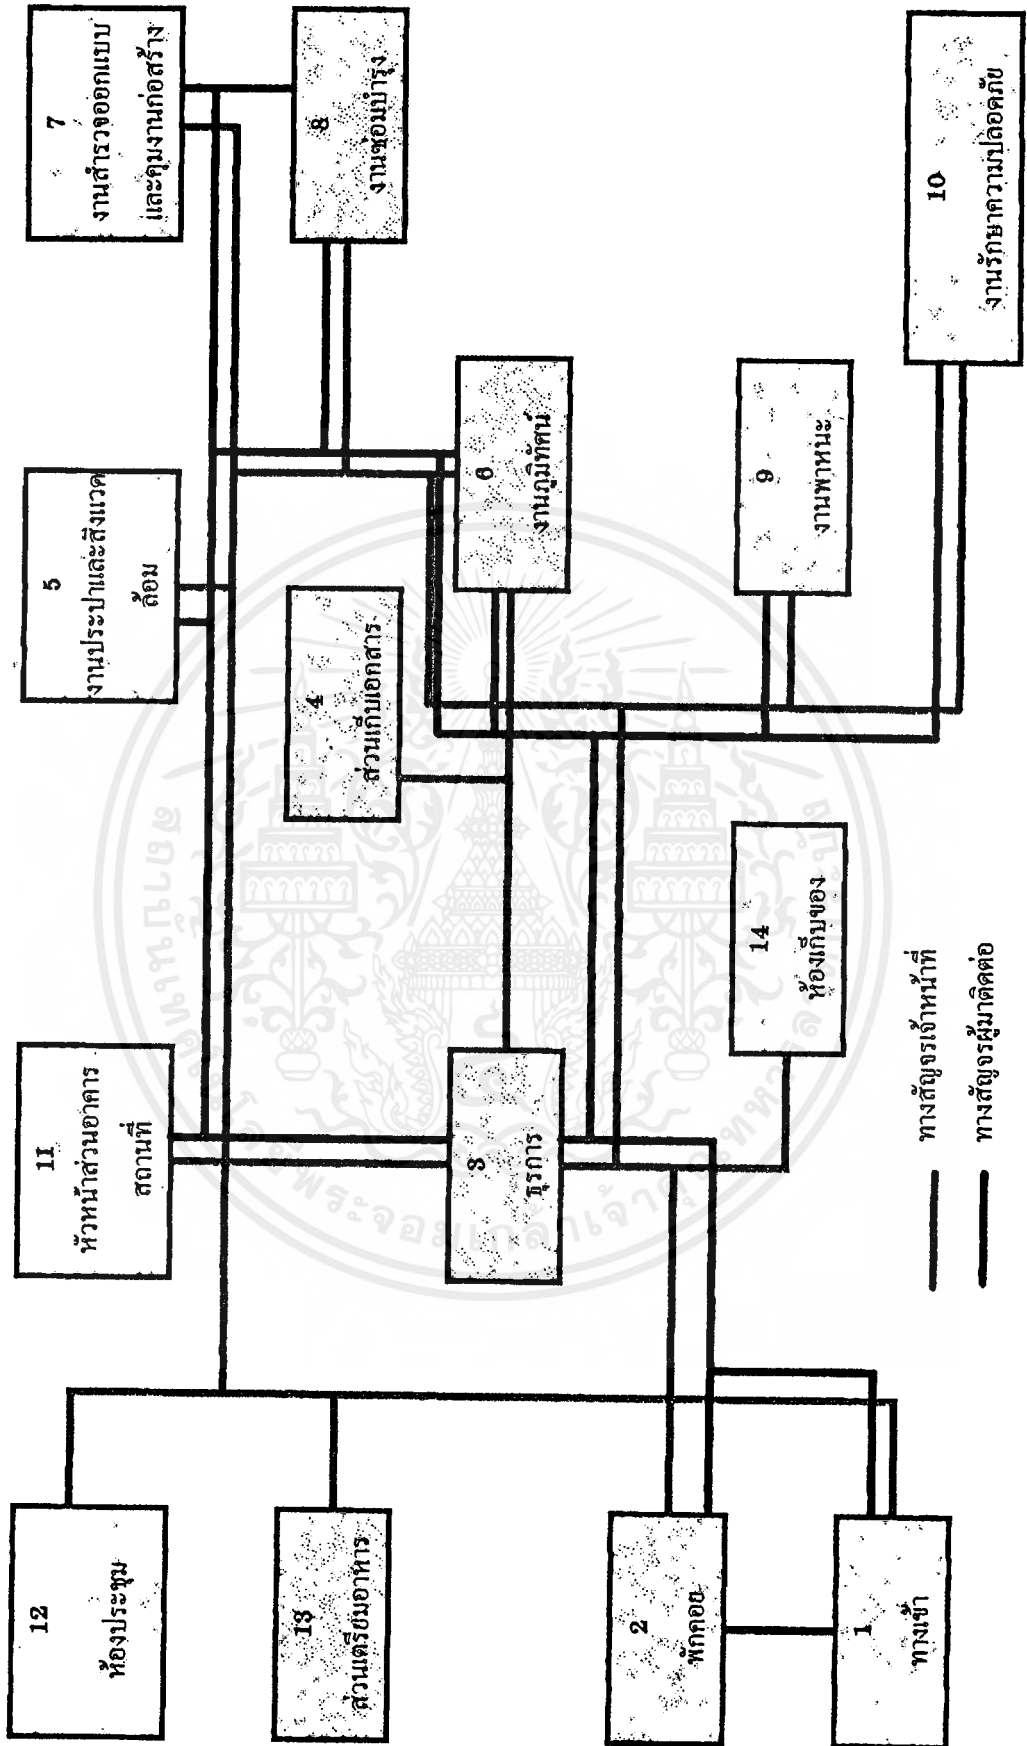 12
ห้องประชุม
13
ส่วนเตรียมอาหาร
2
พักคอย
1
ทางเข้า
11
หัวหน้าส่วนอาคาร
สถานที่
3
ธุรการ
14
ห้องเก็บของ
5
งานประปาและสิ่งแวด
ล้อม
4
ส่วนเก็บเอกสาร
6
งานภูมิทัศน์
9
งานพาหนะ
7
งานสำรวจออกแบบ
และคุมงานก่อสร้าง
8
งานซ่อมบำรุง
10
งานรักษาความปลอดภัย
ทางสัญจรเจ้าหน้าที่
ทางสัญจรผู้มาติดต่อ